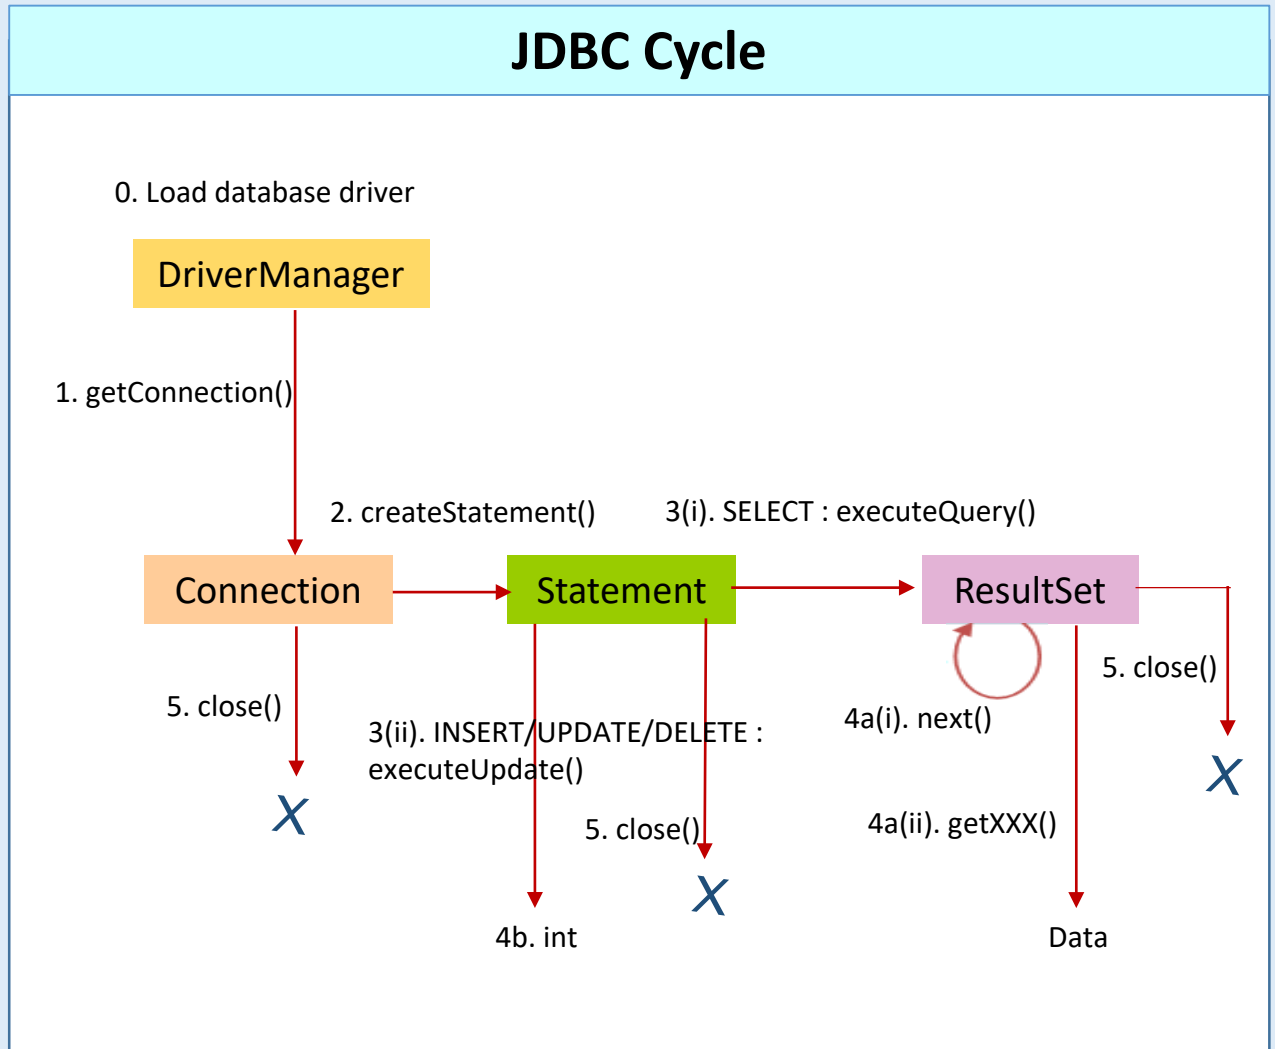 JDBC Cycle
0. Load database driver
DriverManager
1. getConnection()
2. createStatement()
3(i). SELECT : executeQuery()
Connection
Statement
ResultSet
5. close()
5. close()
4a(i). next()
3(ii). INSERT/UPDATE/DELETE :
executeUpdate()
X
X
4a(ii). getXXX()
5. close()
X
4b. int
Data